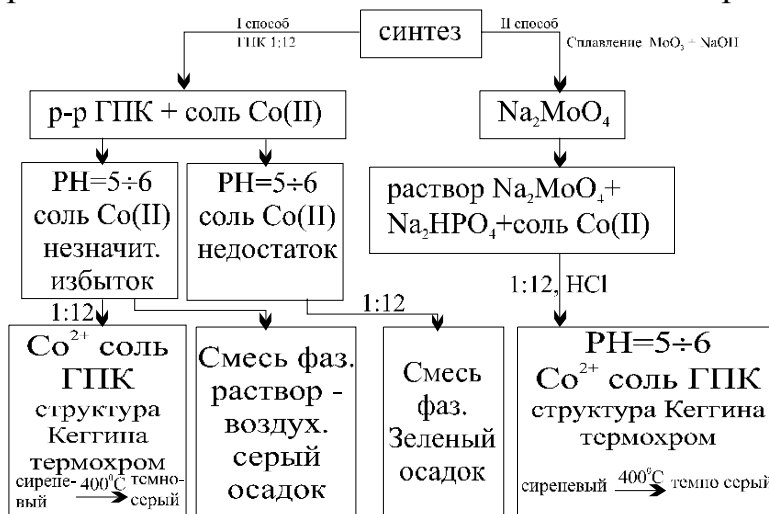 синтез
I способ
ГПК 1:12
II способ
Сплавление MoO₃ + NaOH
р-р ГПК + соль Co(II)
Na₂MoO₄
PH=5÷6
соль Co(II)
незначит.
избыток
PH=5÷6
соль Co(II)
недостаток
раствор Na₂MoO₄+
Na₂HPO₄+соль Co(II)
1:12
1:12
1:12, HCl
Co²⁺ соль
ГПК
структура
Кеггина
термохром
сирене-
вый 400⁰C темно-
серый
Смесь фаз.
раствор -
воздух.
серый
осадок
Смесь
фаз.
Зеленый
осадок
PH=5÷6
Co²⁺ соль ГПК
структура Кеггина
термохром
сиреневый 400⁰C темно серый